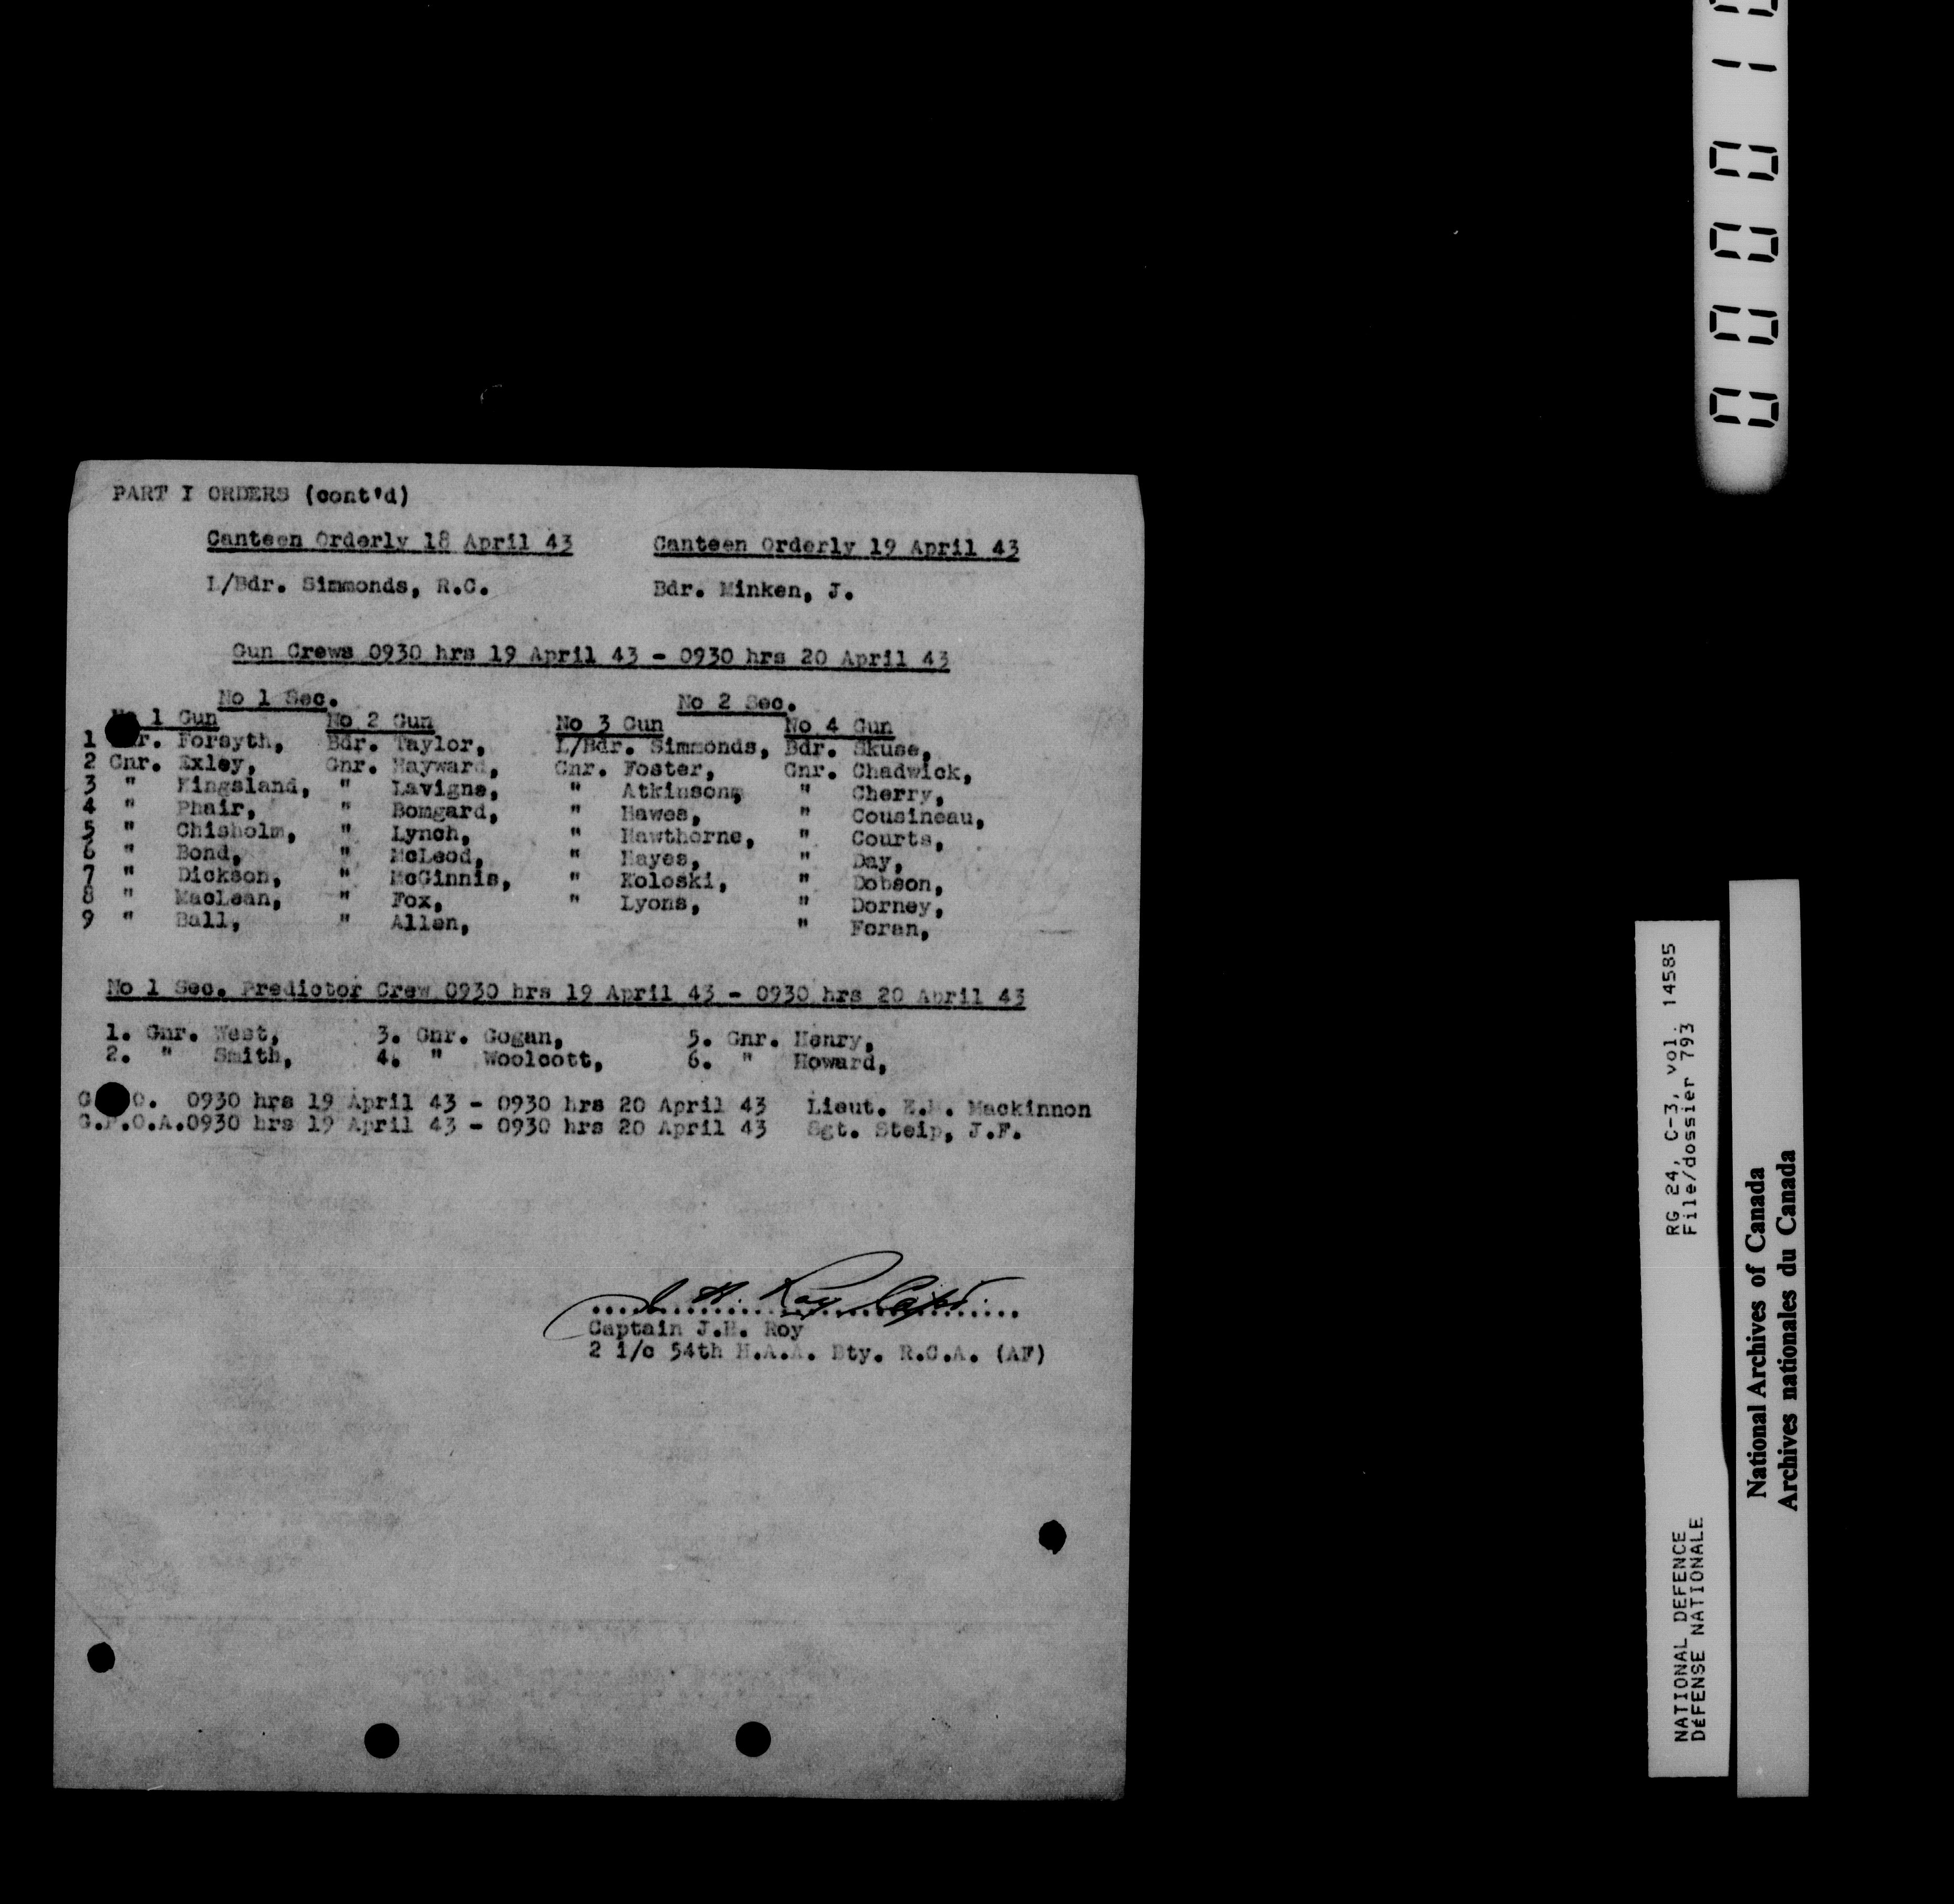 PART I ORDERS (cont'd)
Canteen Orderly 18 April 43    Canteen Orderly 19 April 43
L/Bdr. Simmonds, R.C.    Bdr. Minken, J.
Gun Crews 0930 hrs 19 April 43 - 0930 hrs 20 April 43
No 1 Sec.    No 2 Sec.
1 Gun    No 2 Gun    No 3 Gun    No 4 Gun
1 r. Forsyth,    Bdr. Taylor,    L/Bdr. Simmonds,    Bdr. Skuse,
2 Gnr. Exley,    Gnr. Hayward,    Gnr. Foster,    Gnr. Chadwick,
3 " Kingsland,    " Lavigne,    " Atkinson,    " Cherry,
4 " Phair,    " Bomgard,    " Hawes,    " Cousineau,
5 " Chisholm,    " Lynch,    " Hawthorne,    " Courts,
6 " Bond,    " McLeod,    " Hayes,    " Day,
7 " Dickson,    " McGinnis,    " Koloski,    " Dobson,
8 " MacLean,    " Fox,    " Lyons,    " Dorney,
9 " Ball,    " Allen,    " Foran,
No 1 Sec. Predictor Crew 0930 hrs 19 April 43 - 0930 hrs 20 April 43
1. Gnr. West,    3. Gnr. Gogan,    5. Gnr. Henry,
2. " Smith,    4. " Woolcott,    6. " Howard,
G O. 0930 hrs 19 April 43 - 0930 hrs 20 April 43    Lieut. Mackinnon
G.P.O.A.0930 hrs 19 April 43 - 0930 hrs 20 April 43    Sgt. Steip, J.F.
J H. Roy Capt.
Captain J.H. Roy
2 i/c 54th H.A.A. Bty. R.C.A. (AF)
RG 24, C-3, vol. 14585
File/dossier 793
NATIONAL DEFENCE
DÉFENSE NATIONALE
National Archives of Canada
Archives nationales du Canada